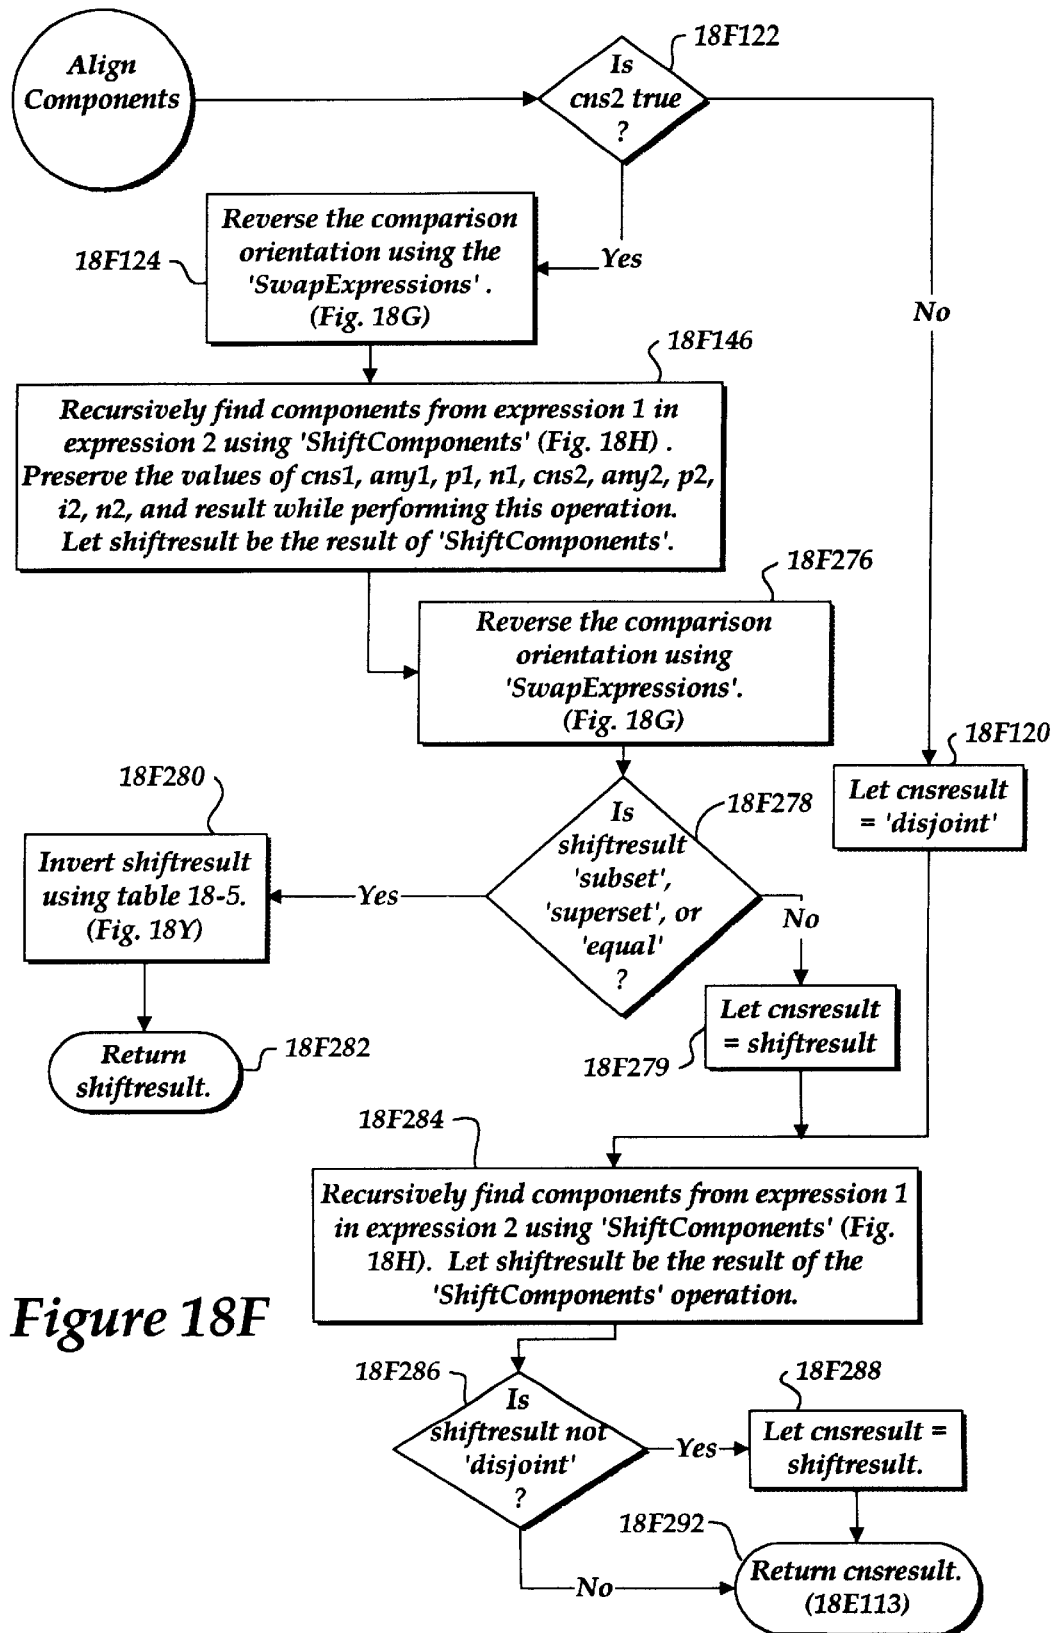 18F122
Align
Components
Is
cns2 true
?
Reverse the comparison
orientation using the
'SwapExpressions' .
(Fig. 18G)
18F124
Yes
No
18F146
Recursively find components from expression 1 in
expression 2 using 'ShiftComponents' (Fig. 18H) .
Preserve the values of cns1, any1, p1, n1, cns2, any2, p2,
i2, n2, and result while performing this operation.
Let shiftresult be the result of 'ShiftComponents'.
18F276
Reverse the comparison
orientation using
'SwapExpressions'.
(Fig. 18G)
18F120
Let cnsresult
= 'disjoint'
18F280
18F278
Is
shiftresult
'subset',
'superset', or
'equal'
?
Invert shiftresult
using table 18-5.
(Fig. 18Y)
Yes
No
Let cnsresult
= shiftresult
18F279
Return
shiftresult.
18F282
18F284
Recursively find components from expression 1
in expression 2 using 'ShiftComponents' (Fig.
18H). Let shiftresult be the result of the
'ShiftComponents' operation.
Figure 18F
18F286
Is
shiftresult not
'disjoint'
?
Yes
18F288
Let cnsresult =
shiftresult.
18F292
No
Return cnsresult.
(18E113)